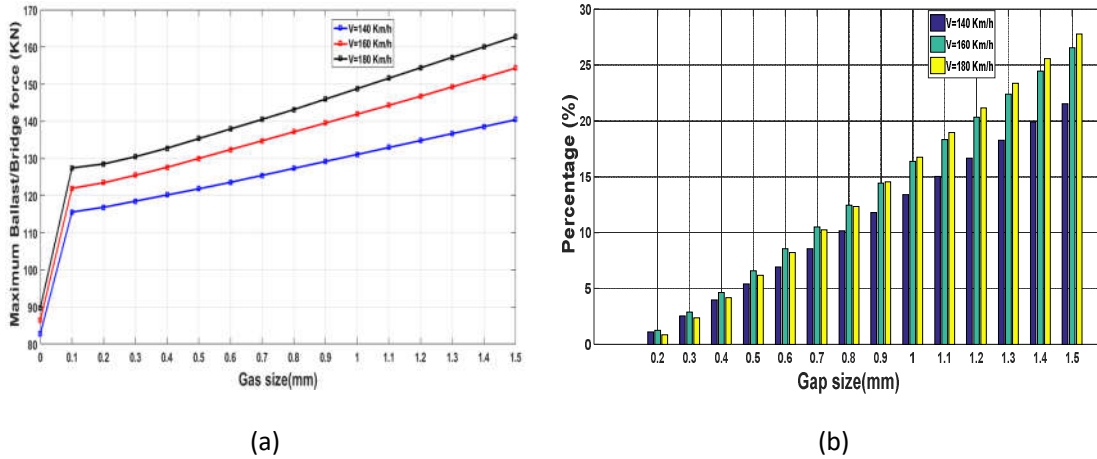 Maximum Ballast/Bridge force (KN)
170
160
150
140
130
120
110
100
90
80
V=140 Km/h
V=160 Km/h
V=180 Km/h
0 0.1 0.2 0.3 0.4 0.5 0.6 0.7 0.8 0.9 1 1.1 1.2 1.3 1.4 1.5
Gas size(mm)
(a)
Percentage (%)
30
25
20
15
10
5
0
V=140 Km/h
V=160 Km/h
V=180 Km/h
0.2 0.3 0.4 0.5 0.6 0.7 0.8 0.9 1 1.1 1.2 1.3 1.4 1.5
Gap size(mm)
(b)